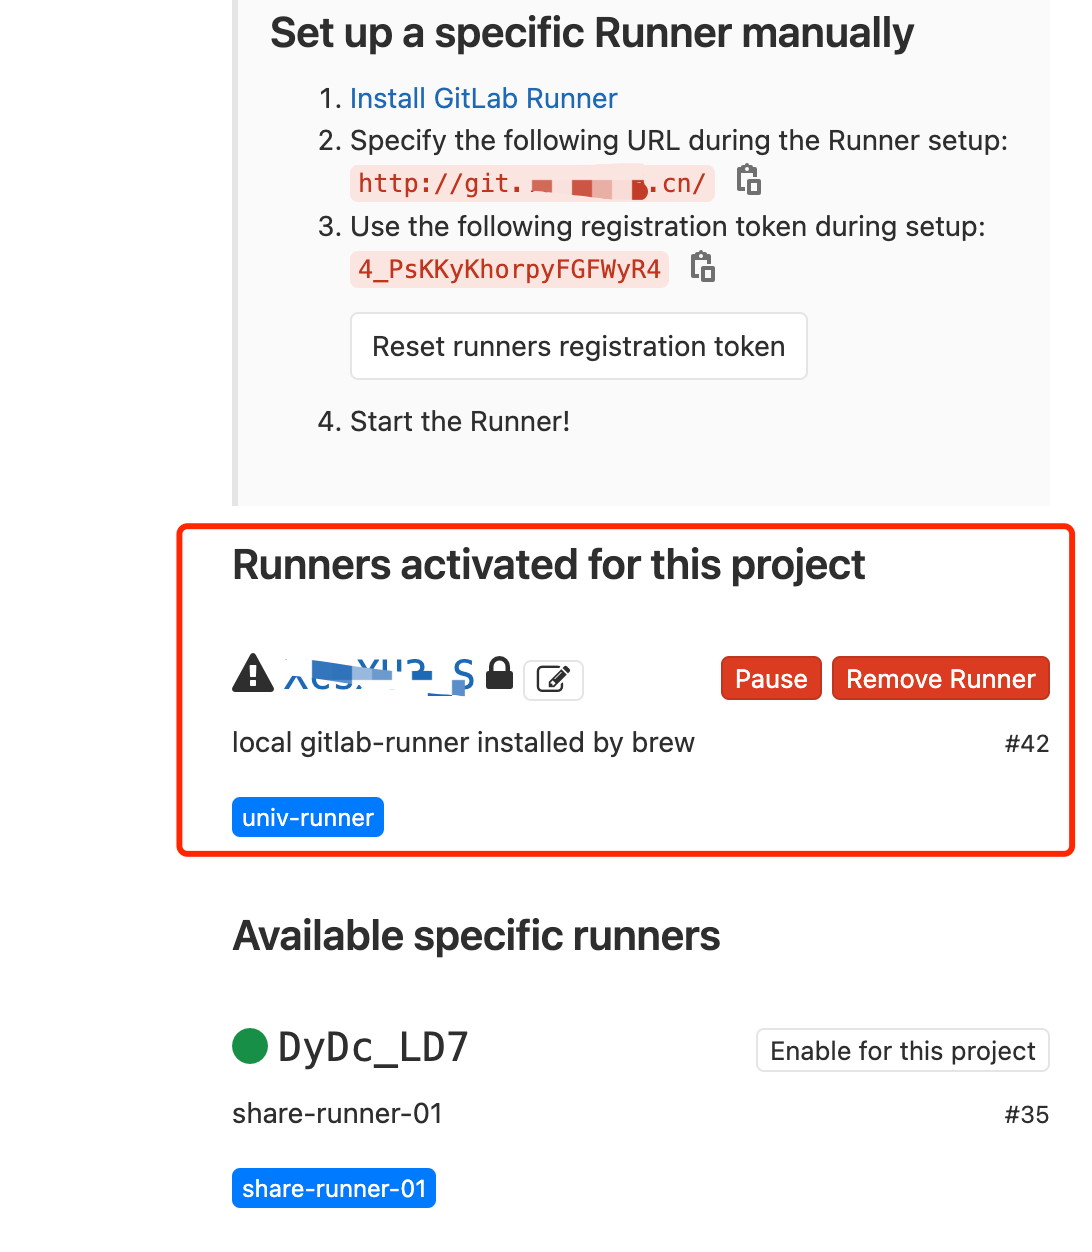 Set up a specific Runner manually
1. Install GitLab Runner
2. Specify the following URL during the Runner setup:
http://git. .cn/
3. Use the following registration token during setup:
4_PsKKyKhorpyFGFWyR4
Reset runners registration token
4. Start the Runner!
Runners activated for this project
Pause
Remove Runner
local gitlab-runner installed by brew
#42
univ-runner
Available specific runners
DyDc_LD7
Enable for this project
share-runner-01
#35
share-runner-01